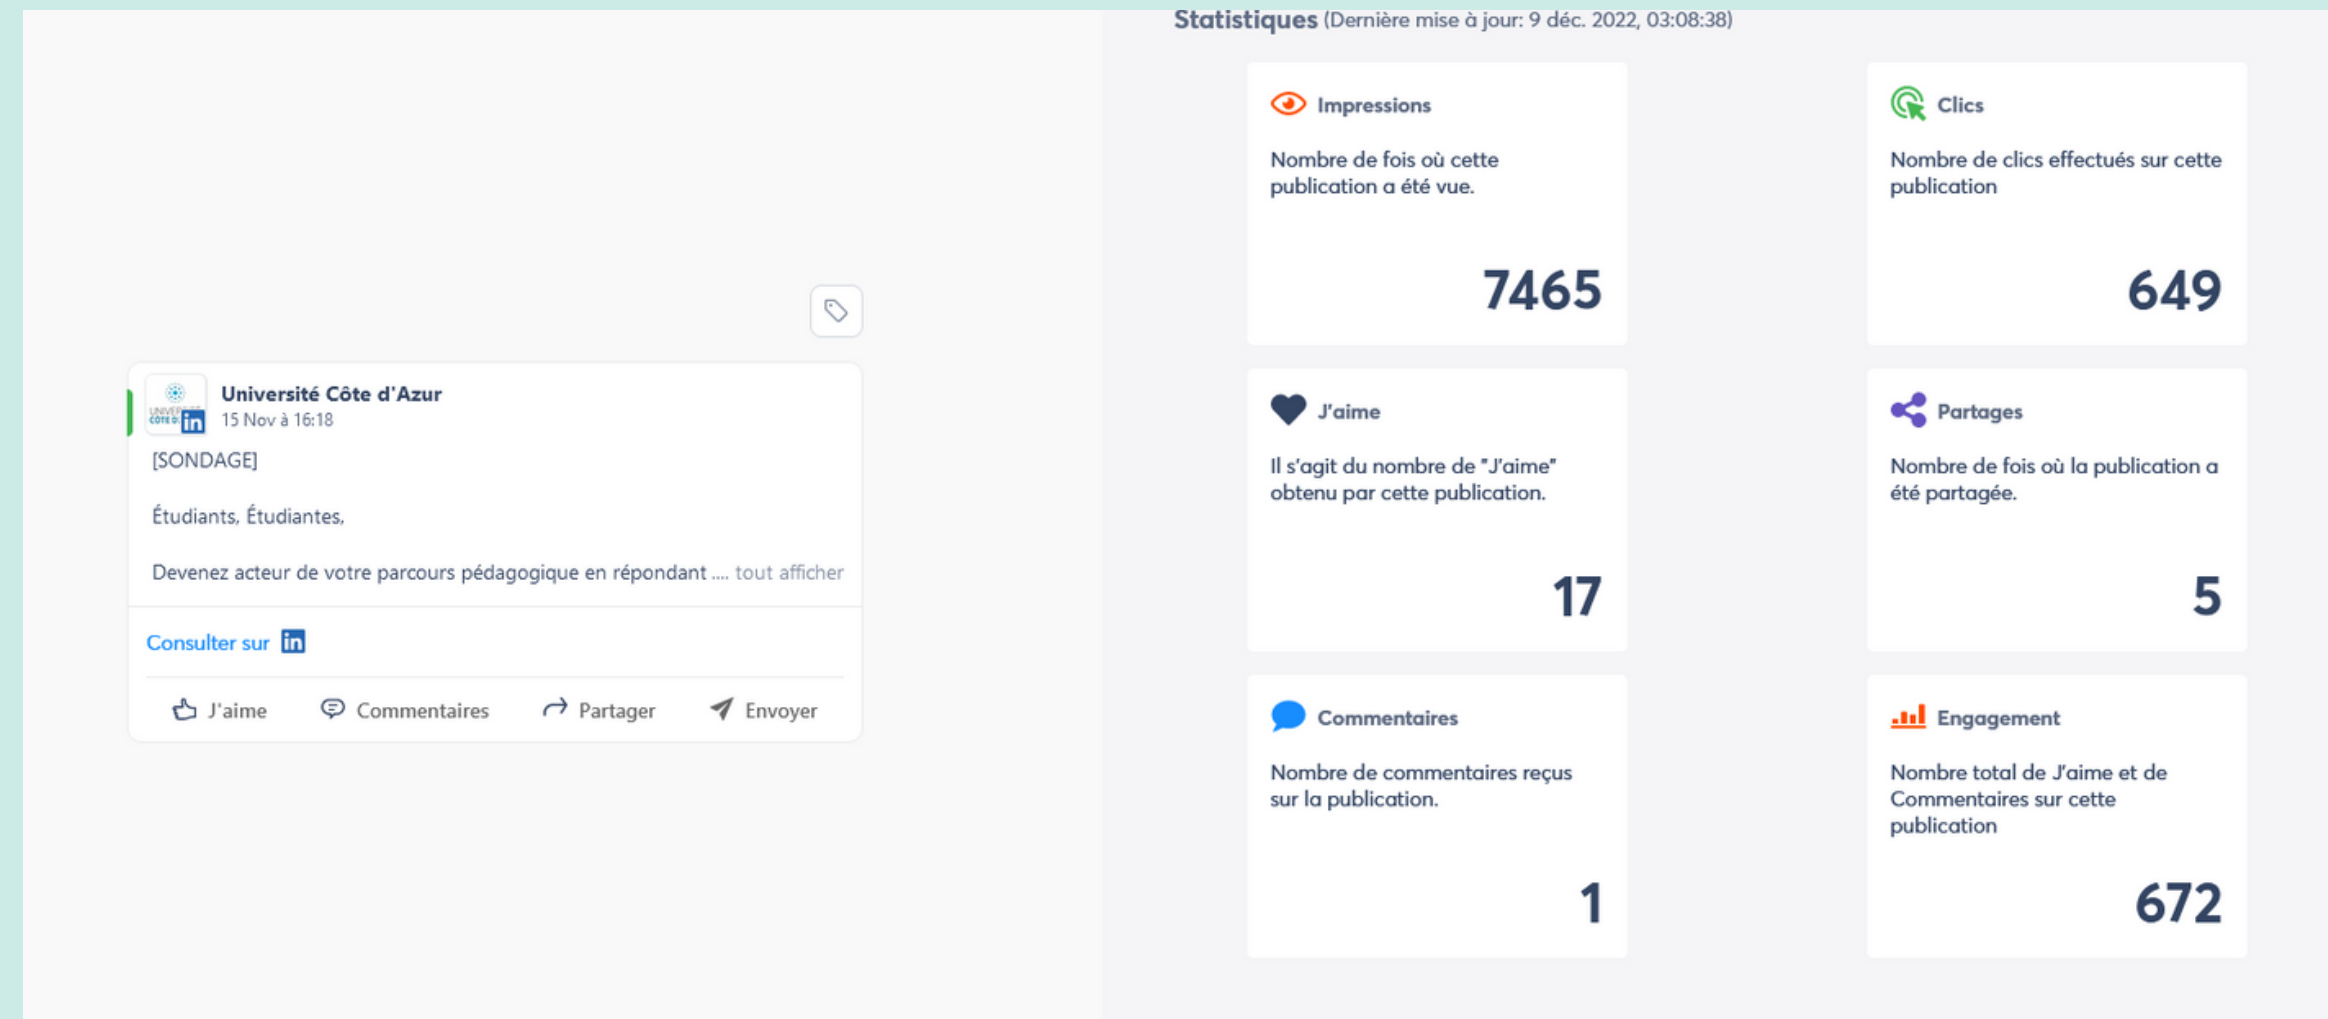 Statistiques (Dernière mise à jour: 9 déc. 2022, 03:08:38)
Université Côte d'Azur
15 Nov à 16:18
[SONDAGE]
Étudiants, Étudiantes,
Devenez acteur de votre parcours pédagogique en répondant .... tout afficher
Consulter sur in
J'aime Commentaires Partager Envoyer
Impressions
Nombre de fois où cette
publication a été vue.
7465
Clics
Nombre de clics effectués sur cette
publication
649
J'aime
Il s'agit du nombre de "J'aime"
obtenu par cette publication.
17
Partages
Nombre de fois où la publication a
été partagée.
5
Commentaires
Nombre de commentaires reçus
sur la publication.
1
Engagement
Nombre total de J'aime et de
Commentaires sur cette
publication
672